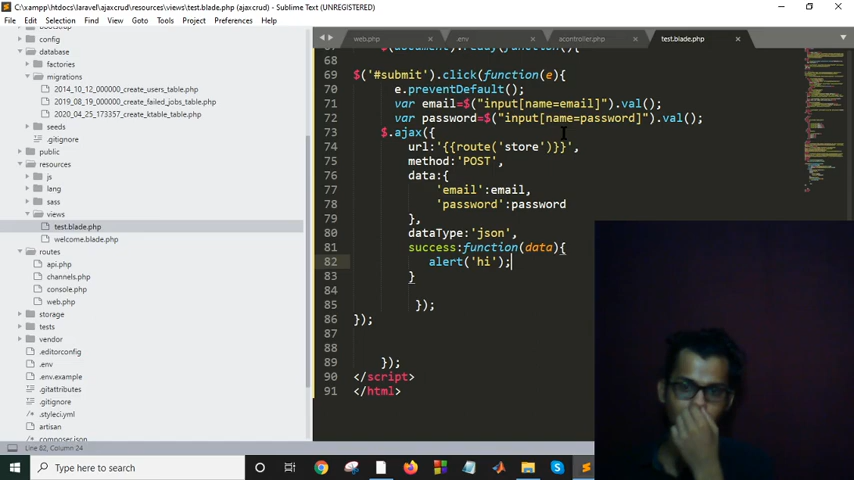 C:\xampp\htdocs\laravel\ajaxcrud\resources\views\test.blade.php (ajaxcrud) - Sublime Text (UNREGISTERED)
File Edit Selection Find View Goto Tools Project Preferences Help
web.php × .env × acontroller.php × test.blade.php ×
bootstrap
config
database
factories
migrations
2014_10_12_000000_create_users_table.php
2019_08_19_000000_create_failed_jobs_table.php
2020_04_25_173357_create_ktable_table.php
seeds
.gitignore
public
resources
js
lang
sass
views
test.blade.php
welcome.blade.php
routes
api.php
channels.php
console.php
web.php
storage
tests
vendor
.editorconfig
.env
.env.example
.gitattributes
.gitignore
.styleci.yml
artisan
composer.json
67 $(document).ready(function(){
68
69 $('#submit').click(function(e){
70 e.preventDefault();
71 var email=$("input[name=email]").val();
72 var password=$("input[name=password]").val();
73 $.ajax({
74 url:'{{route('store')}}',
75 method:'POST',
76 data:{
77 'email':email,
78 'password':password
79 },
80 dataType:'json',
81 success:function(data){
82 alert('hi');
83 }
84
85 });
86 });
87
88
89 });
90 </script>
91 </html>
Line 82, Column 24
Type here to search